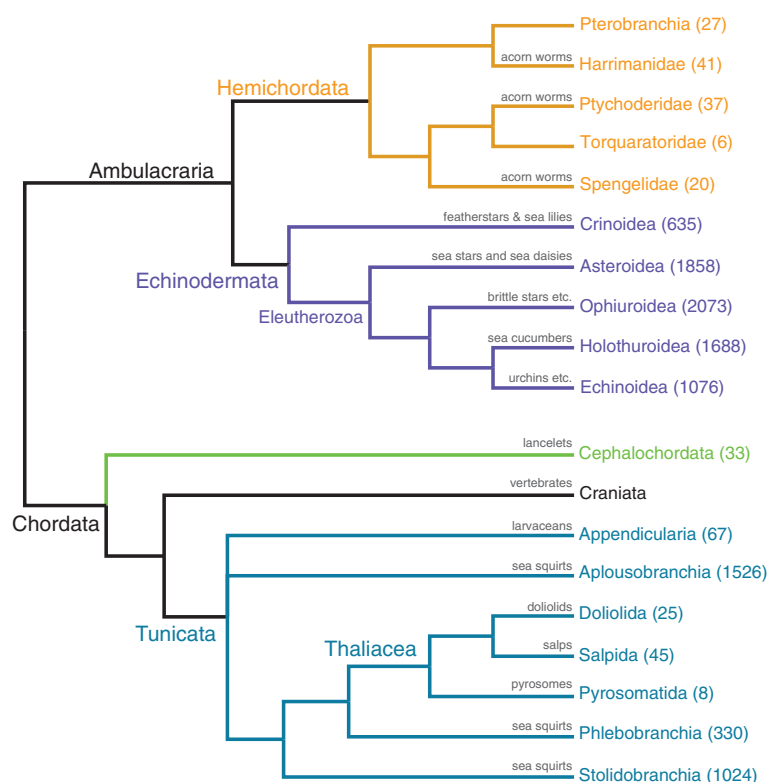 Pterobranchia (27)
acorn worms
Harrimanidae (41)
Hemichordata
acorn worms
Ptychoderidae (37)
Torquaratoridae (6)
Ambulacraria
acorn worms
Spengelidae (20)
featherstars & sea lilies
Crinoidea (635)
sea stars and sea daisies
Asteroidea (1858)
Echinodermata
brittle stars etc.
Ophiuroidea (2073)
Eleutherozoa
sea cucumbers
Holothuroidea (1688)
urchins etc.
Echinoidea (1076)
lancelets
Cephalochordata (33)
vertebrates
Craniata
Chordata
larvaceans
Appendicularia (67)
sea squirts
Aplousobranchia (1526)
doliolids
Doliolida (25)
Tunicata
Thaliacea
salps
Salpida (45)
pyrosomes
Pyrosomatida (8)
sea squirts
Phlebobranchia (330)
sea squirts
Stolidobranchia (1024)